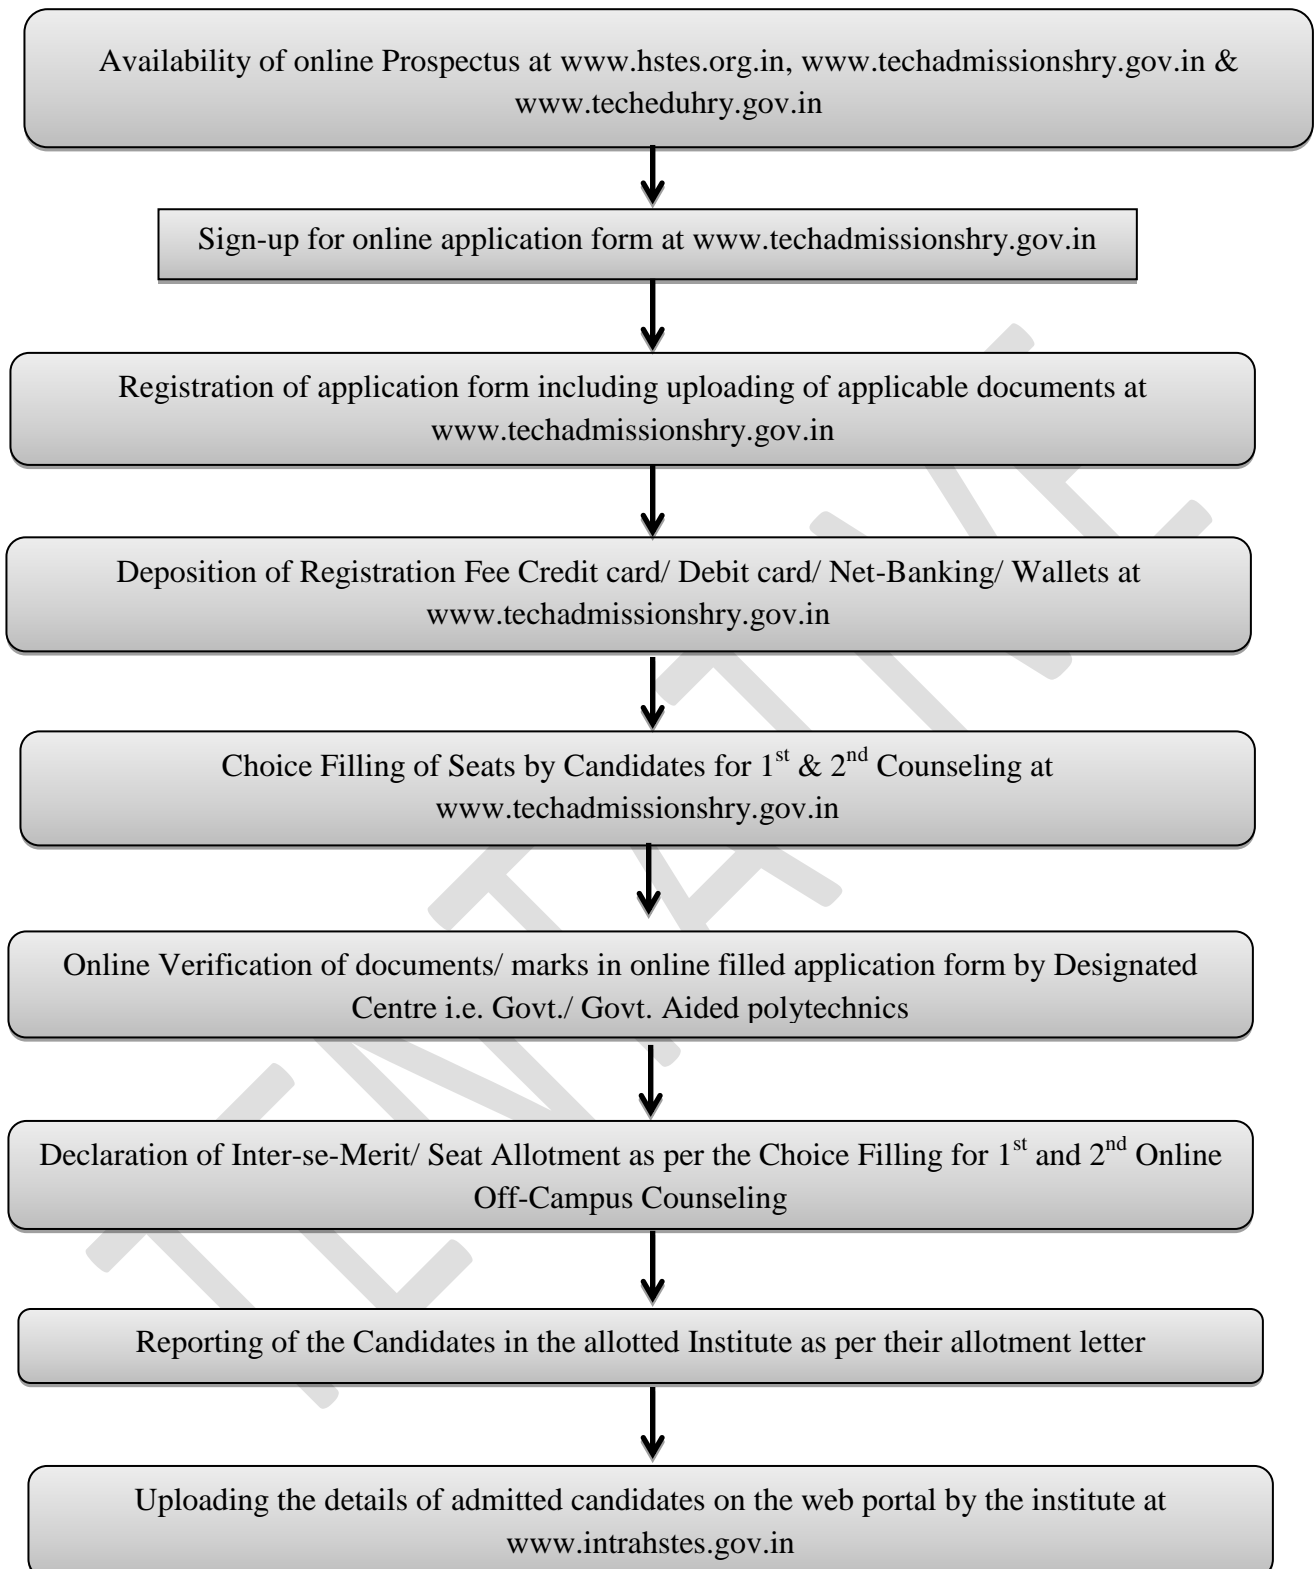 Availability of online Prospectus at www.hstes.org.in, www.techadmissionshry.gov.in &
www.techeduhry.gov.in
Sign-up for online application form at www.techadmissionshry.gov.in
Registration of application form including uploading of applicable documents at
www.techadmissionshry.gov.in
Deposition of Registration Fee Credit card/ Debit card/ Net-Banking/ Wallets at
www.techadmissionshry.gov.in
Choice Filling of Seats by Candidates for 1st & 2nd Counseling at
www.techadmissionshry.gov.in
Online Verification of documents/ marks in online filled application form by Designated
Centre i.e. Govt./ Govt. Aided polytechnics
Declaration of Inter-se-Merit/ Seat Allotment as per the Choice Filling for 1st and 2nd Online
Off-Campus Counseling
Reporting of the Candidates in the allotted Institute as per their allotment letter
Uploading the details of admitted candidates on the web portal by the institute at
www.intrahstes.gov.in
TENTATIVE